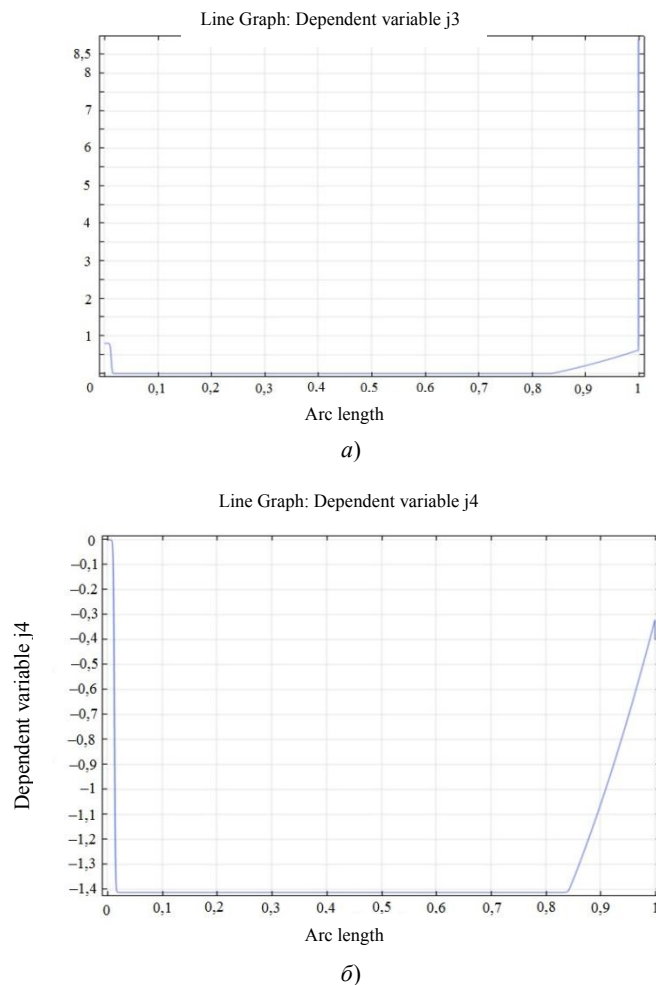 Line Graph: Dependent variable j3
8,5
8
7
6
5
4
3
2
1
0 0,1 0,2 0,3 0.4 0.5 0.6 0,7 0.8 0,9 1
Arc length
а)
Line Graph: Dependent variable j4
Dependent variable j4
0
–0,1
–0.2
–0,3
–0,4
–0,5
–0,6
–0,7
–0,8
–0,9
–1
–1,1
–1,2
–1,3
–1,4
0 0,1 0,2 0,3 0,4 0,5 0,6 0,7 0,8 0,9 1
Arc length
б)